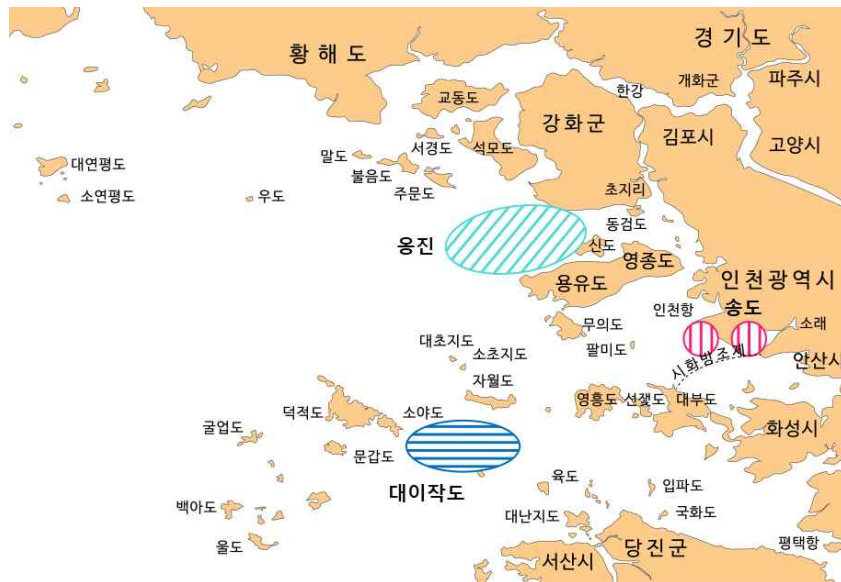 황해도
경기도
개화군
파주시
한강
교동도
강화군
김포시
고양시
서경도
석모도
말도
불음도
주문도
대연평도
소연평도
우도
초지리
동검도
옹진
신도
영종도
용유도
인천광역시
인천항
송도
소래
무의도
팔미도
대초지도
소초지도
시화방조제
안산시
자월도
영흥도
선잿도
대부도
덕적도
소야도
굴업도
화성시
문갑도
대이작도
육도
입파도
백아도
대난지도
국화도
울도
서산시
당진군
평택항